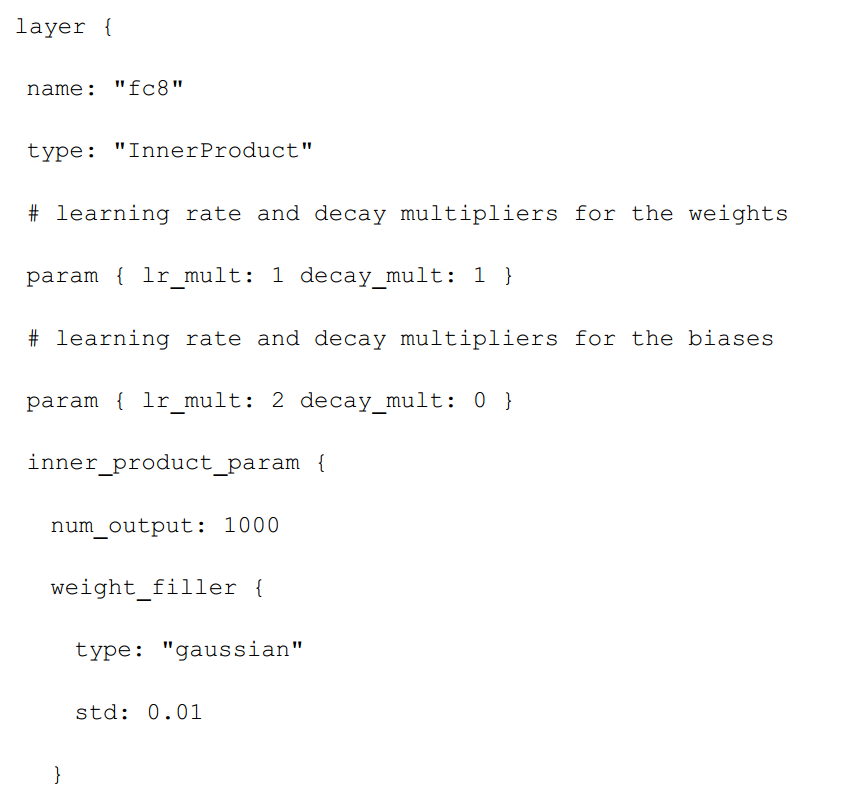 layer {
name: "fc8"
type: "InnerProduct"
# learning rate and decay multipliers for the weights
param { lr_mult: 1 decay_mult: 1 }
# learning rate and decay multipliers for the biases
param { lr_mult: 2 decay_mult: 0 }
inner_product_param {
num_output: 1000
weight_filler {
type: "gaussian"
std: 0.01
}